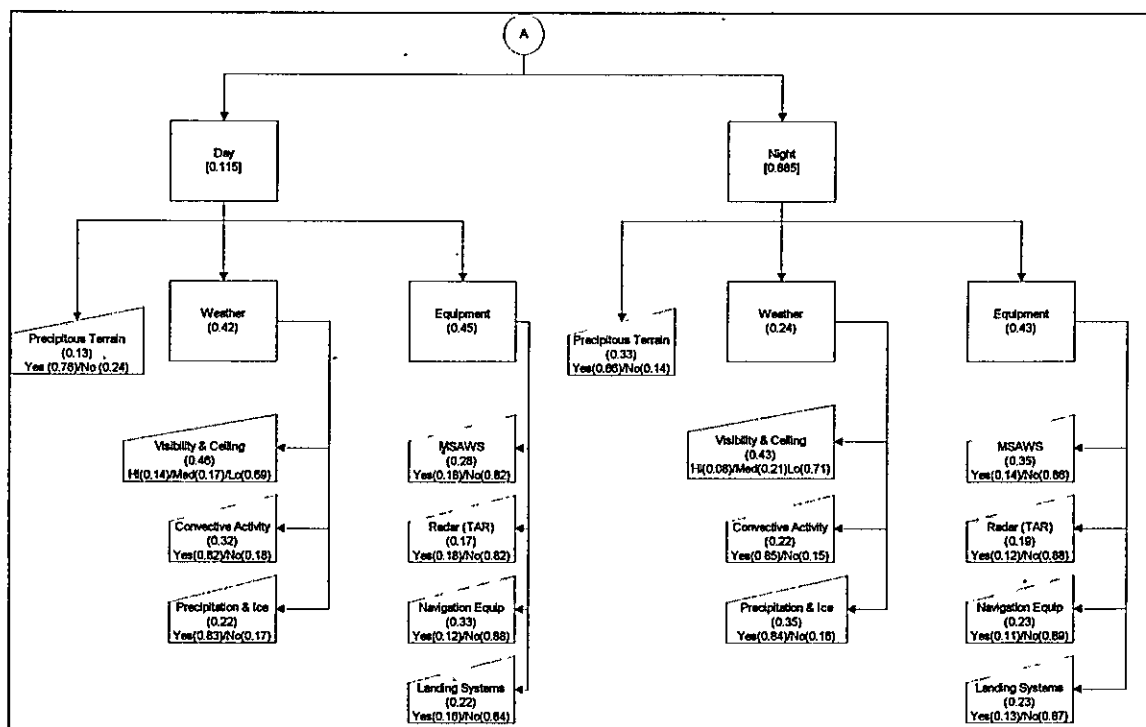 A
Day
[0.115]
Night
[0.885]
Precipitous Terrain
(0.13)
Yes (0.76)/No (0.24)
Weather
(0.42)
Equipment
(0.45)
Precipitous Terrain
(0.33)
Yes(0.86)/No(0.14)
Weather
(0.24)
Equipment
(0.43)
Visibility & Ceiling
(0.46)
Hi(0.14)/Med(0.17)/Lo(0.69)
MSAWS
(0.28)
Yes(0.18)/No(0.82)
Visibility & Ceiling
(0.43)
Hi(0.08)/Med(0.21)Lo(0.71)
MSAWS
(0.35)
Yes(0.14)/No(0.86)
Convective Activity
(0.32)
Yes(0.82)/No(0.18)
Radar (TAR)
(0.17)
Yes(0.18)/No(0.82)
Convective Activity
(0.22)
Yes(0.85)/No(0.15)
Radar (TAR)
(0.19)
Yes(0.12)/No(0.88)
Precipitation & Ice
(0.22)
Yes(0.83)/No(0.17)
Navigation Equip
(0.33)
Yes(0.12)/No(0.88)
Precipitation & Ice
(0.35)
Yes(0.84)/No(0.16)
Navigation Equip
(0.23)
Yes(0.11)/No(0.89)
Landing Systems
(0.22)
Yes(0.16)/No(0.84)
Landing Systems
(0.23)
Yes(0.13)/No(0.87)